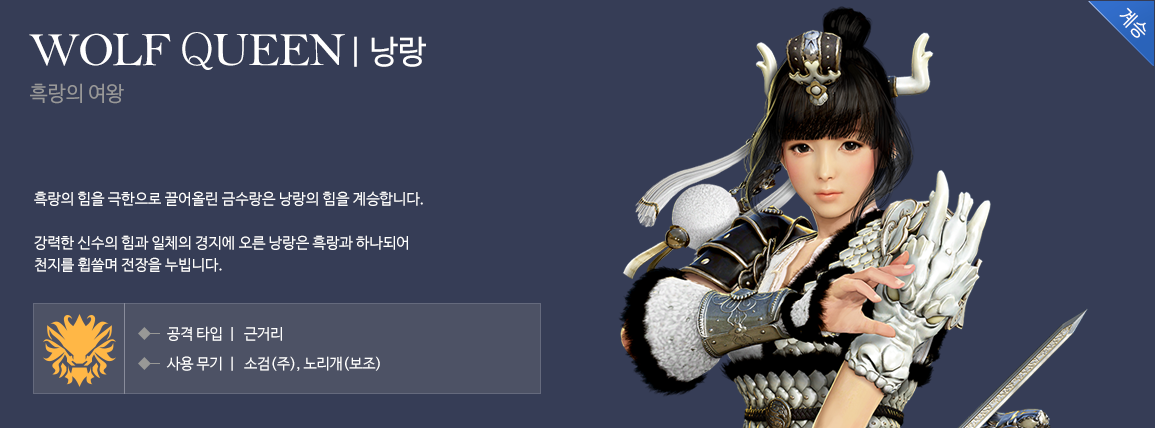 WOLF QUEEN | 낭랑
계승
흑랑의 여왕
흑랑의 힘을 극한으로 끌어올린 금수랑은 낭랑의 힘을 계승합니다.
강력한 신수의 힘과 일체의 경지에 오른 낭랑은 흑랑과 하나되어
천지를 휩쓸며 전장을 누빕니다.
공격 타입 | 근거리
사용 무기 | 소검(주), 노리개(보조)